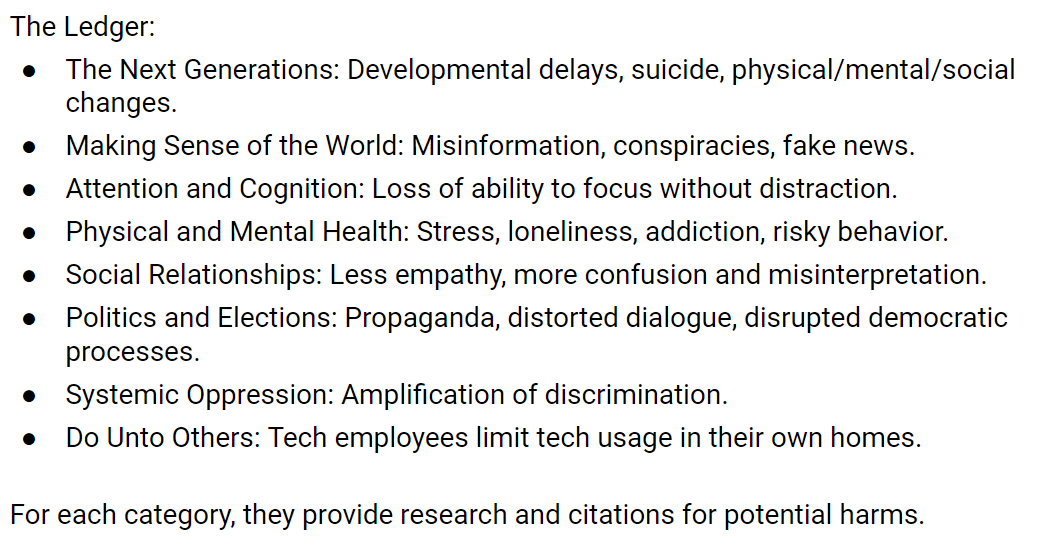 The Ledger:
● The Next Generations: Developmental delays, suicide, physical/mental/social
changes.
● Making Sense of the World: Misinformation, conspiracies, fake news.
● Attention and Cognition: Loss of ability to focus without distraction.
● Physical and Mental Health: Stress, loneliness, addiction, risky behavior.
● Social Relationships: Less empathy, more confusion and misinterpretation.
● Politics and Elections: Propaganda, distorted dialogue, disrupted democratic
processes.
● Systemic Oppression: Amplification of discrimination.
● Do Unto Others: Tech employees limit tech usage in their own homes.
For each category, they provide research and citations for potential harms.